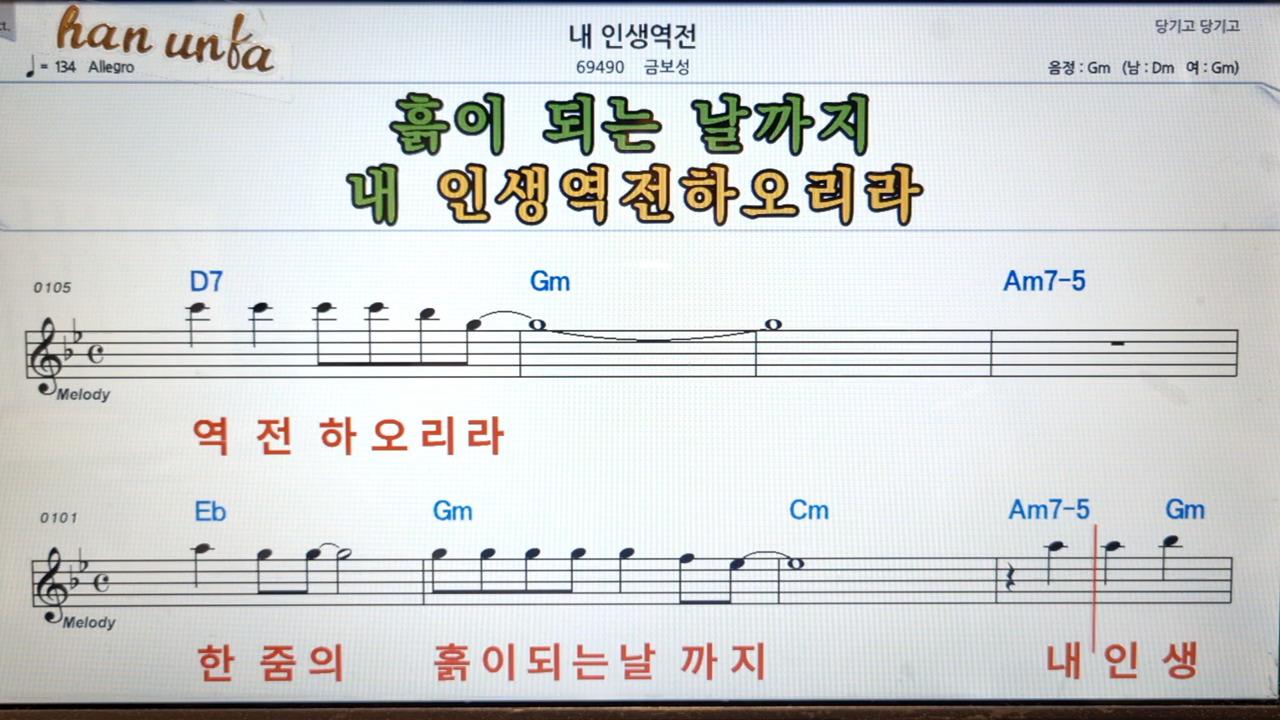 han unfa
내 인생역전
당기고 당기고
♩= 134 Allegro
69490 금보성
음정 : Gm (남 : Dm 여 : Gm)
흙이 되는 날까지
내 인생역전하오리라
0105
D7 Gm Am7-5
Melody
역 전 하 오 리 라
0101
Eb Gm Cm Am7-5 Gm
Melody
한 줌 의 흙 이 되 는 날 까 지 내 인 생